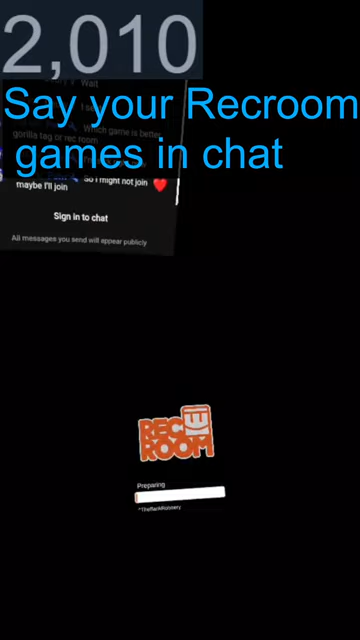 2,010
Wait
Say your Recroom
Which game is better
gorilla tag or rec room
games in chat
So I might not join
maybe I'll join
Sign in to chat
All messages you send will appear publicly
REC
ROOM
Preparing
^TheBankRobbery